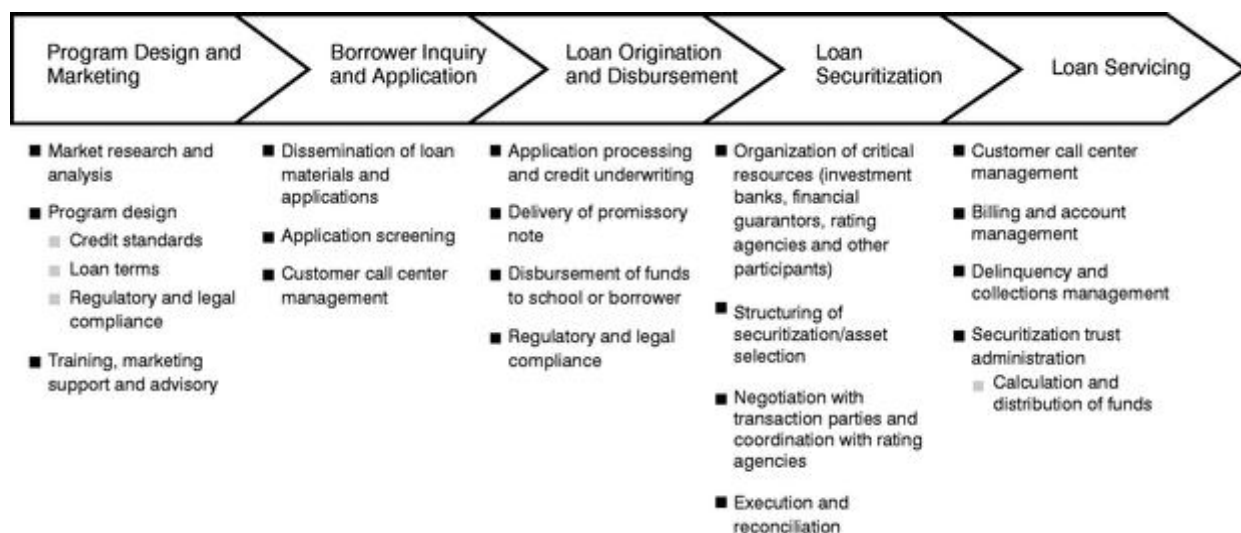 Program Design and
Marketing
Borrower Inquiry
and Application
Loan Origination
and Disbursement
Loan
Securitization
Loan Servicing
Market research and
analysis
Program design
Credit standards
Loan terms
Regulatory and legal
compliance
Training, marketing
support and advisory
Dissemination of loan
materials and
applications
Application screening
Customer call center
management
Application processing
and credit underwriting
Delivery of promissory
note
Disbursement of funds
to school or borrower
Regulatory and legal
compliance
Organization of critical
resources (investment
banks, financial
guarantors, rating
agencies and other
participants)
Structuring of
securitization/asset
selection
Negotiation with
transaction parties and
coordination with rating
agencies
Execution and
reconciliation
Customer call center
management
Billing and account
management
Delinquency and
collections management
Securitization trust
administration
Calculation and
distribution of funds